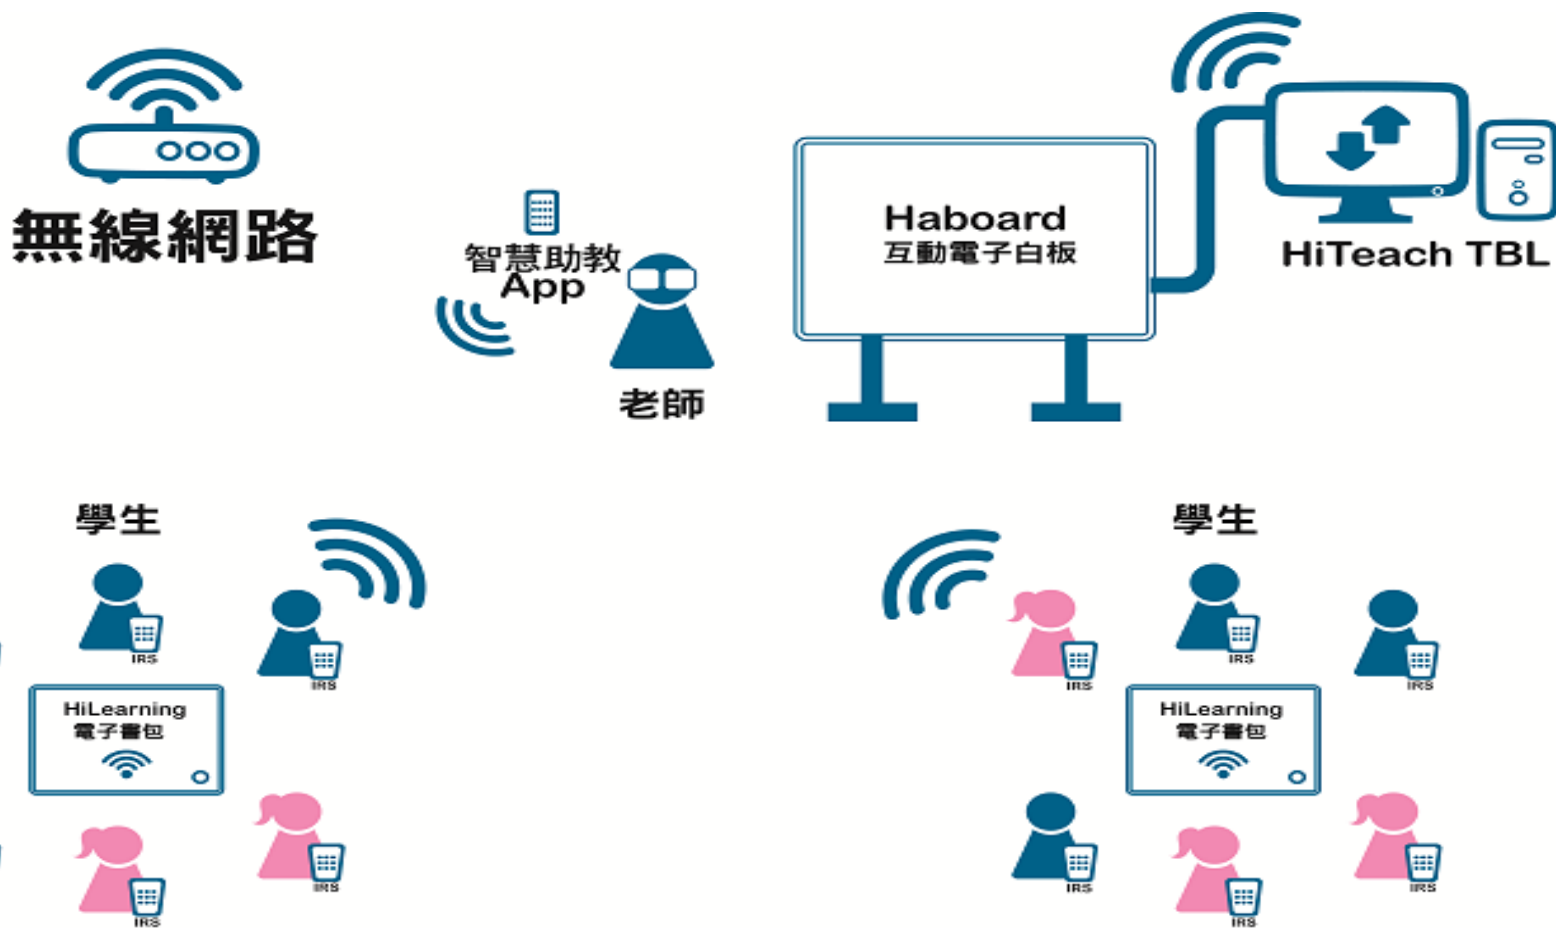 無線網路
智慧助教
App
老師
Haboard
互動電子白板
HiTeach TBL
學生
IRS
IRS
HiLearning
電子書包
IRS
IRS
學生
IRS
IRS
IRS
HiLearning
電子書包
IRS
IRS
IRS